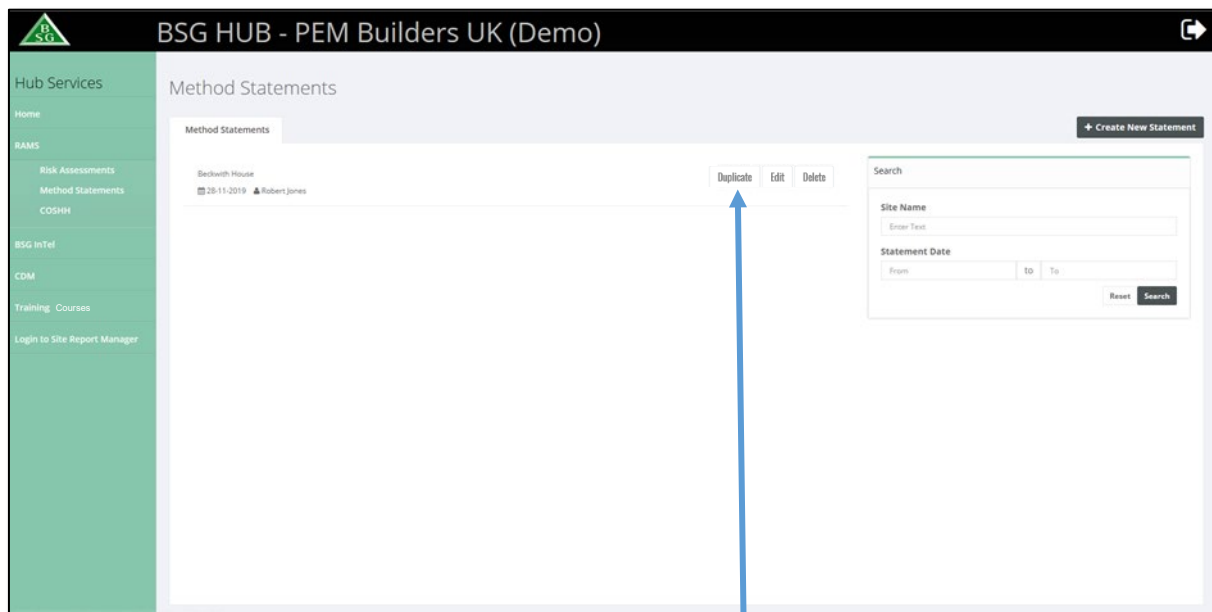 BSG
BSG HUB - PEM Builders UK (Demo)
Hub Services
Home
RAMS
Risk Assessments
Method Statements
COSHH
BSG InTel
CDM
Training Courses
Login to Site Report Manager
Method Statements
Method Statements
+ Create New Statement
Beckwith House
28-11-2019 Robert Jones
Duplicate Edit Delete
Search
Site Name
Enter Text
Statement Date
From to To
Reset Search